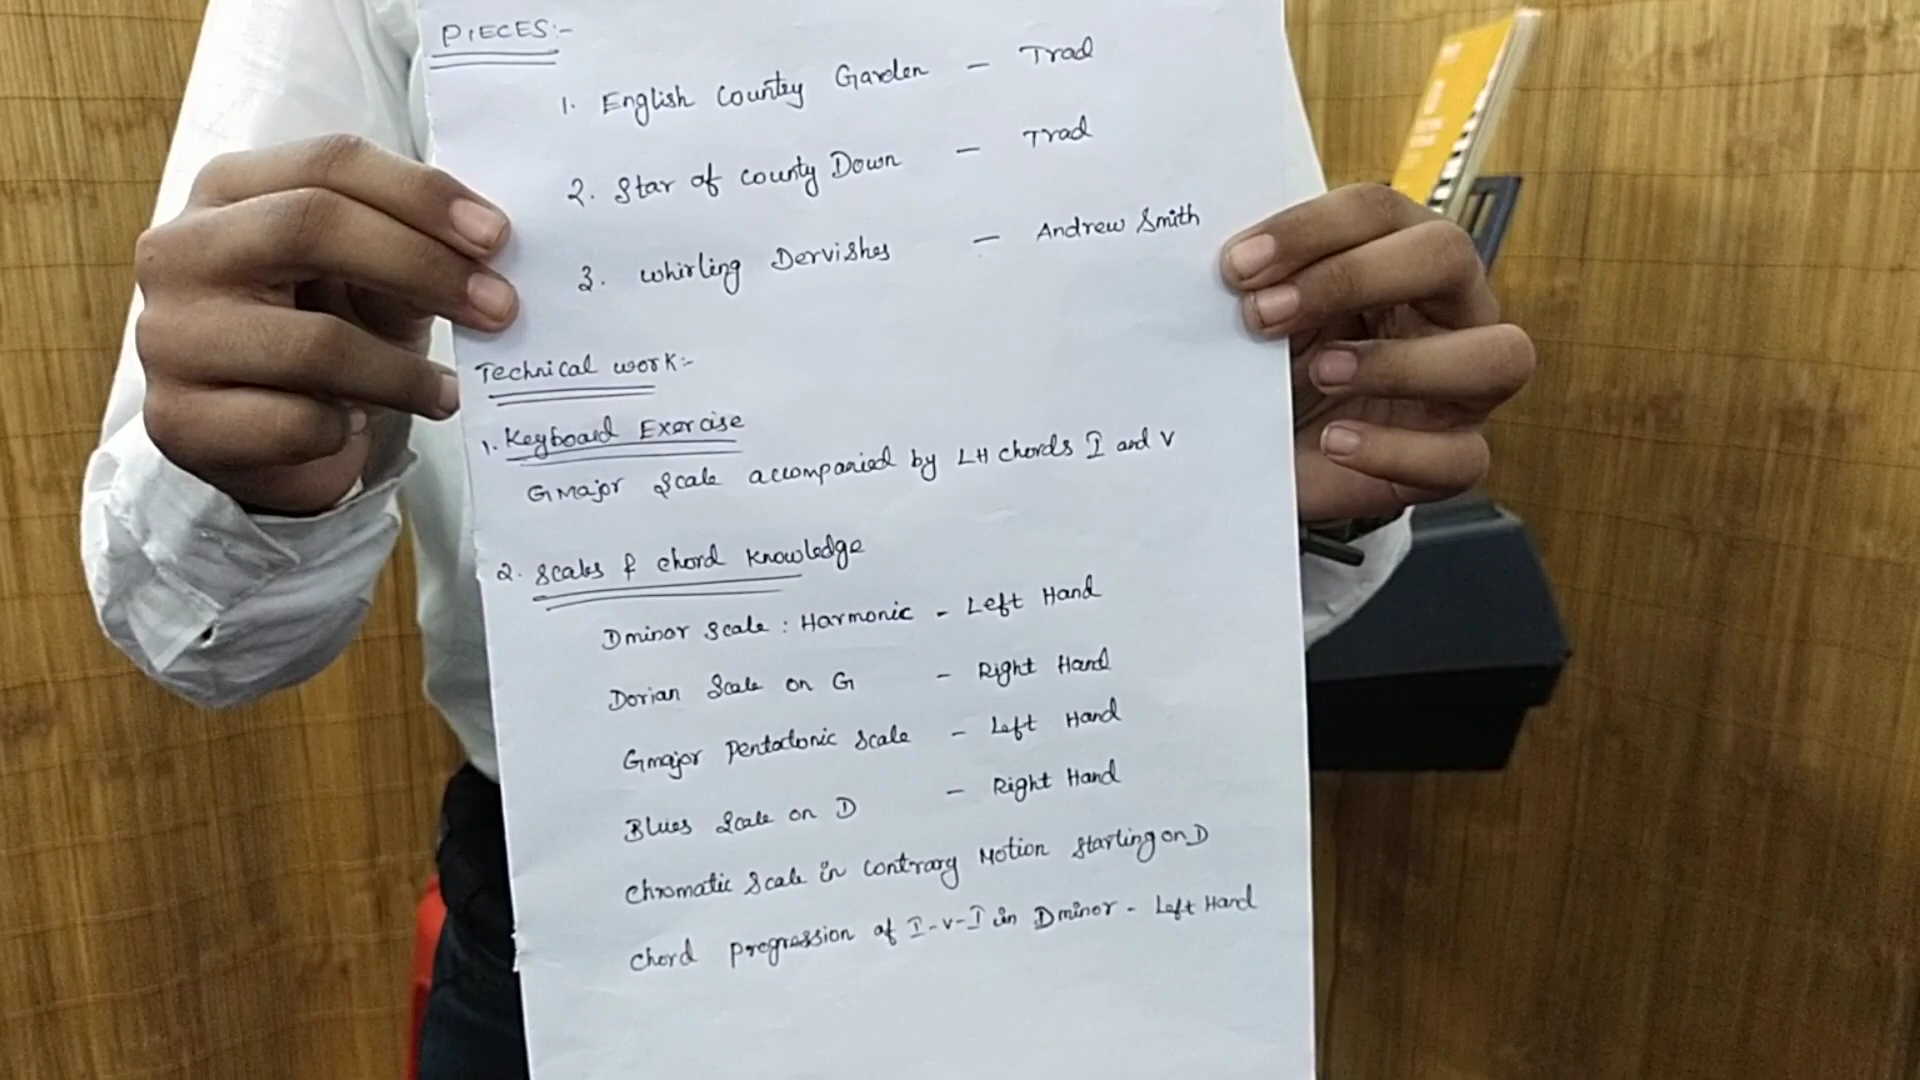 PIECES:-
1. English Country Garden - Trad
2. Star of county Down - Trad
3. Whirling Dervishes - Andrew Smith
Technical work:-
1. Keyboard Exercise
G Major Scale accompanied by LH chords I and V
2. Scales & chord Knowledge
D minor Scale : Harmonic - Left Hand
Dorian Scale on G - Right Hand
G major Pentatonic Scale - Left Hand
Blues Scale on D - Right Hand
Chromatic Scale in Contrary Motion Starting on D
Chord Progression of I-V-I in D minor - Left Hand